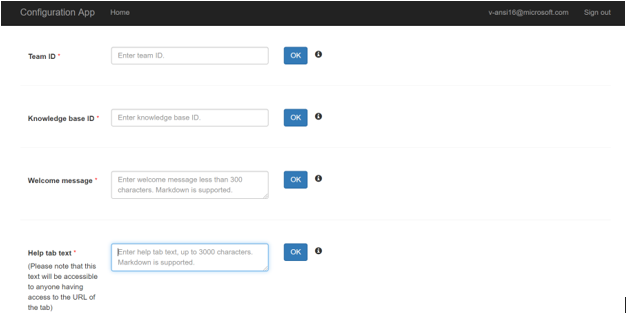 Configuration App Home v-ansi16@microsoft.com Sign out
Team ID * Enter team ID. OK
Knowledge base ID * Enter knowledge base ID. OK
Welcome message * Enter welcome message less than 300
characters. Markdown is supported. OK
Help tab text * Enter help tab text, up to 3000 characters.
Markdown is supported. OK
(Please note that this
text will be accessible
to anyone having
access to the URL of
the tab)